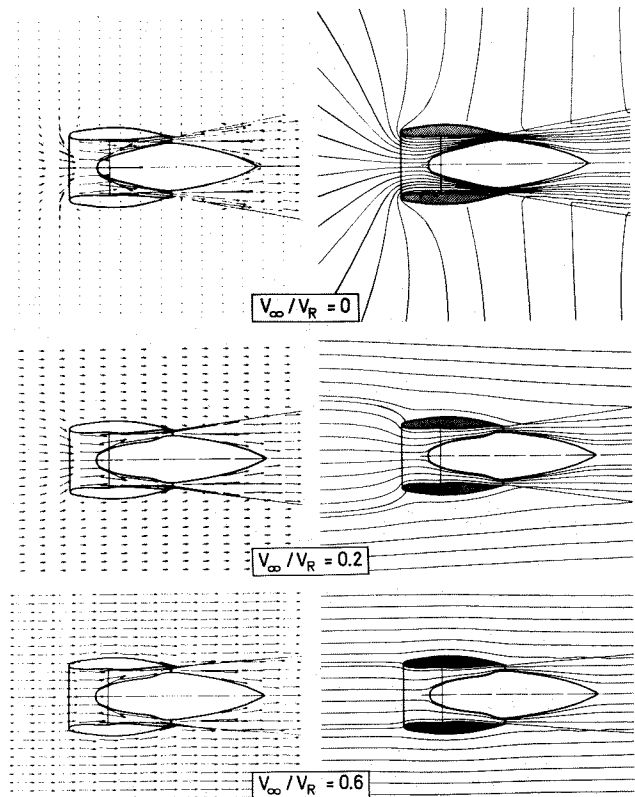 V∞ / VR = 0
V∞ / VR = 0.2
V∞ / VR = 0.6